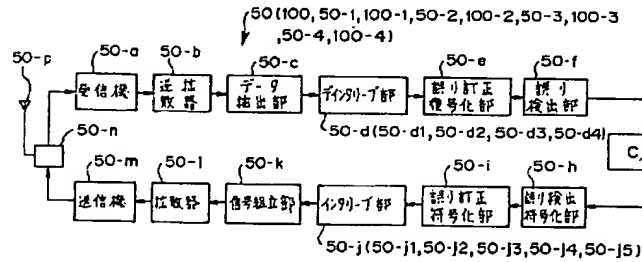 50(100, 50-1, 100-1, 50-2, 100-2, 50-3, 100-3
,50-4, 100-4)
50-p
50-a
50-b
50-c
50-e
50-f
受信機
逆拡散路
データ抽出部
デインタリーブ部
誤り訂正復号化部
誤り検出部
50-d(50-d1, 50-d2, 50-d3, 50-d4)
50-n
C
50-m
50-l
50-k
50-i
50-h
送信機
拡散路
信号組立部
インタリーブ部
誤り訂正符号化部
誤り検出符号化部
50-j(50-j1, 50-j2, 50-j3, 50-j4, 50-j5)